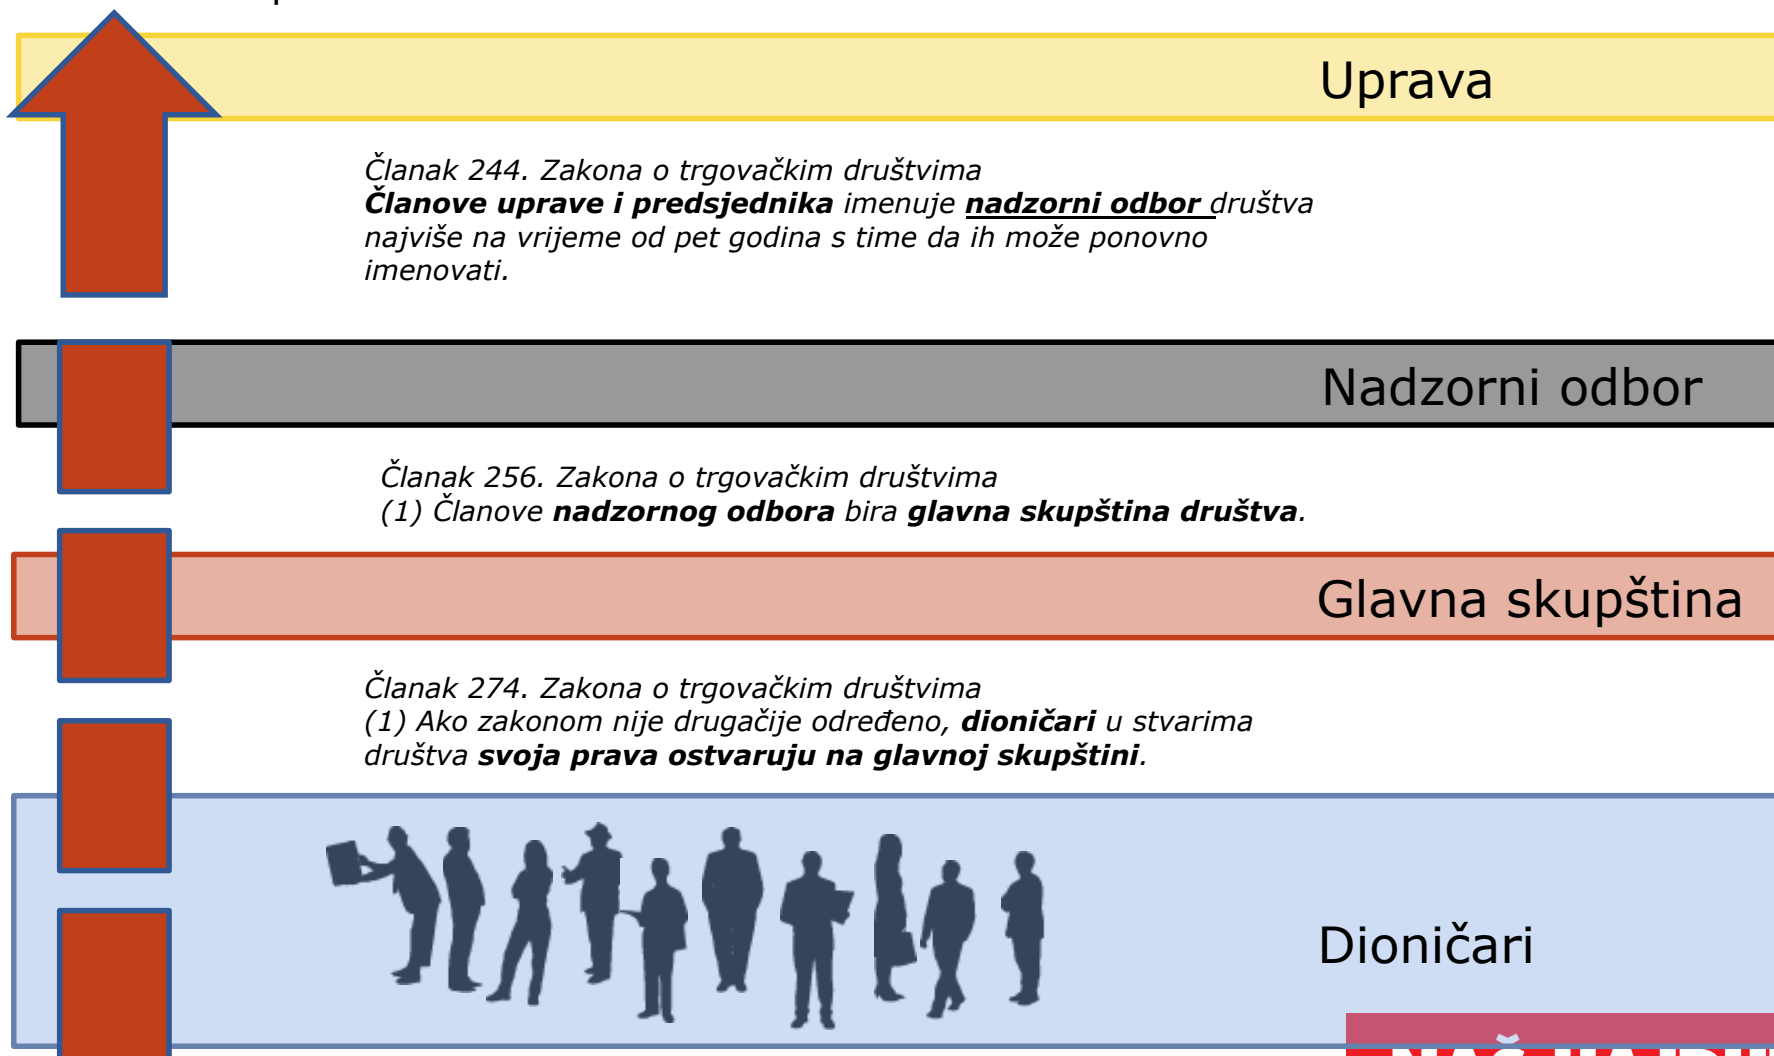 Uprava
Članak 244. Zakona o trgovačkim društvima
Članove uprave i predsjednika imenuje nadzorni odbor društva
najviše na vrijeme od pet godina s time da ih može ponovno
imenovati.
Nadzorni odbor
Članak 256. Zakona o trgovačkim društvima
(1) Članove nadzornog odbora bira glavna skupština društva.
Glavna skupština
Članak 274. Zakona o trgovačkim društvima
(1) Ako zakonom nije drugačije određeno, dioničari u stvarima
društva svoja prava ostvaruju na glavnoj skupštini.
Dioničari